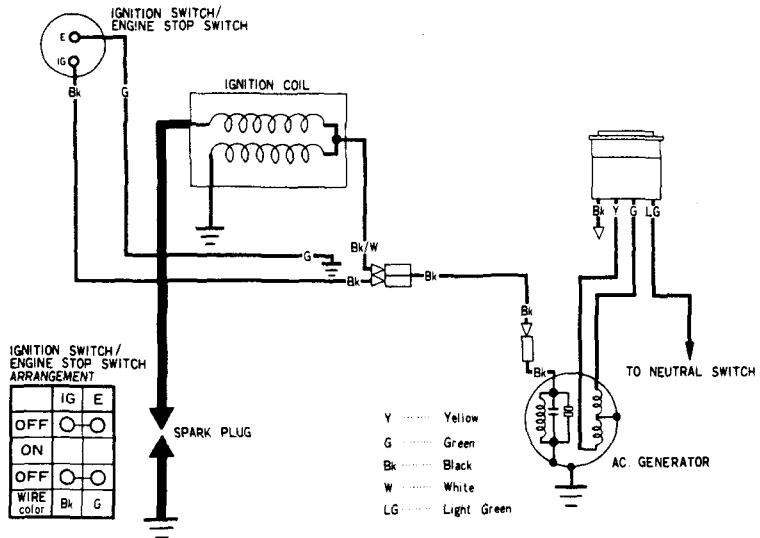 IGNITION SWITCH/
ENGINE STOP SWITCH
E
IG
Bk
G
IGNITION COIL
Bk Y G LG
Bk/W
G
Bk
Bk
Bk
Bk
TO NEUTRAL SWITCH
IGNITION SWITCH/
ENGINE STOP SWITCH
ARRANGEMENT
IG E
OFF
ON
OFF
WIRE color Bk G
SPARK PLUG
Y ...... Yellow
G ...... Green
Bk ...... Black
W ...... White
LG ...... Light Green
AC. GENERATOR